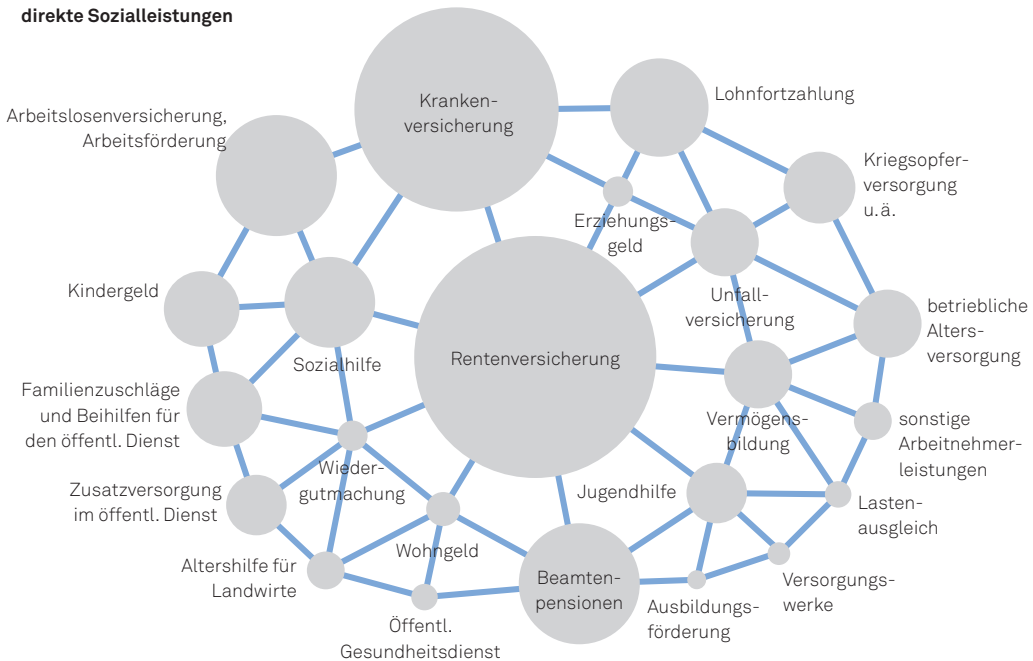 direkte Sozialleistungen
Kranken-
versicherung
Lohnfortzahlung
Arbeitslosenversicherung,
Arbeitsförderung
Kriegsopfer-
versorgung
u.ä.
Erziehungs-
geld
Kindergeld
Unfall-
versicherung
betriebliche
Alters-
versorgung
Sozialhilfe
Rentenversicherung
Familienzuschläge
und Beihilfen für
den öffentl. Dienst
Vermögens-
bildung
sonstige
Arbeitnehmer-
leistungen
Wieder-
gutmachung
Zusatzversorgung
im öffentl. Dienst
Jugendhilfe
Lasten-
ausgleich
Wohngeld
Altershilfe für
Landwirte
Beamten-
pensionen
Versorgungs-
werke
Ausbildungs-
förderung
Öffentl.
Gesundheitsdienst